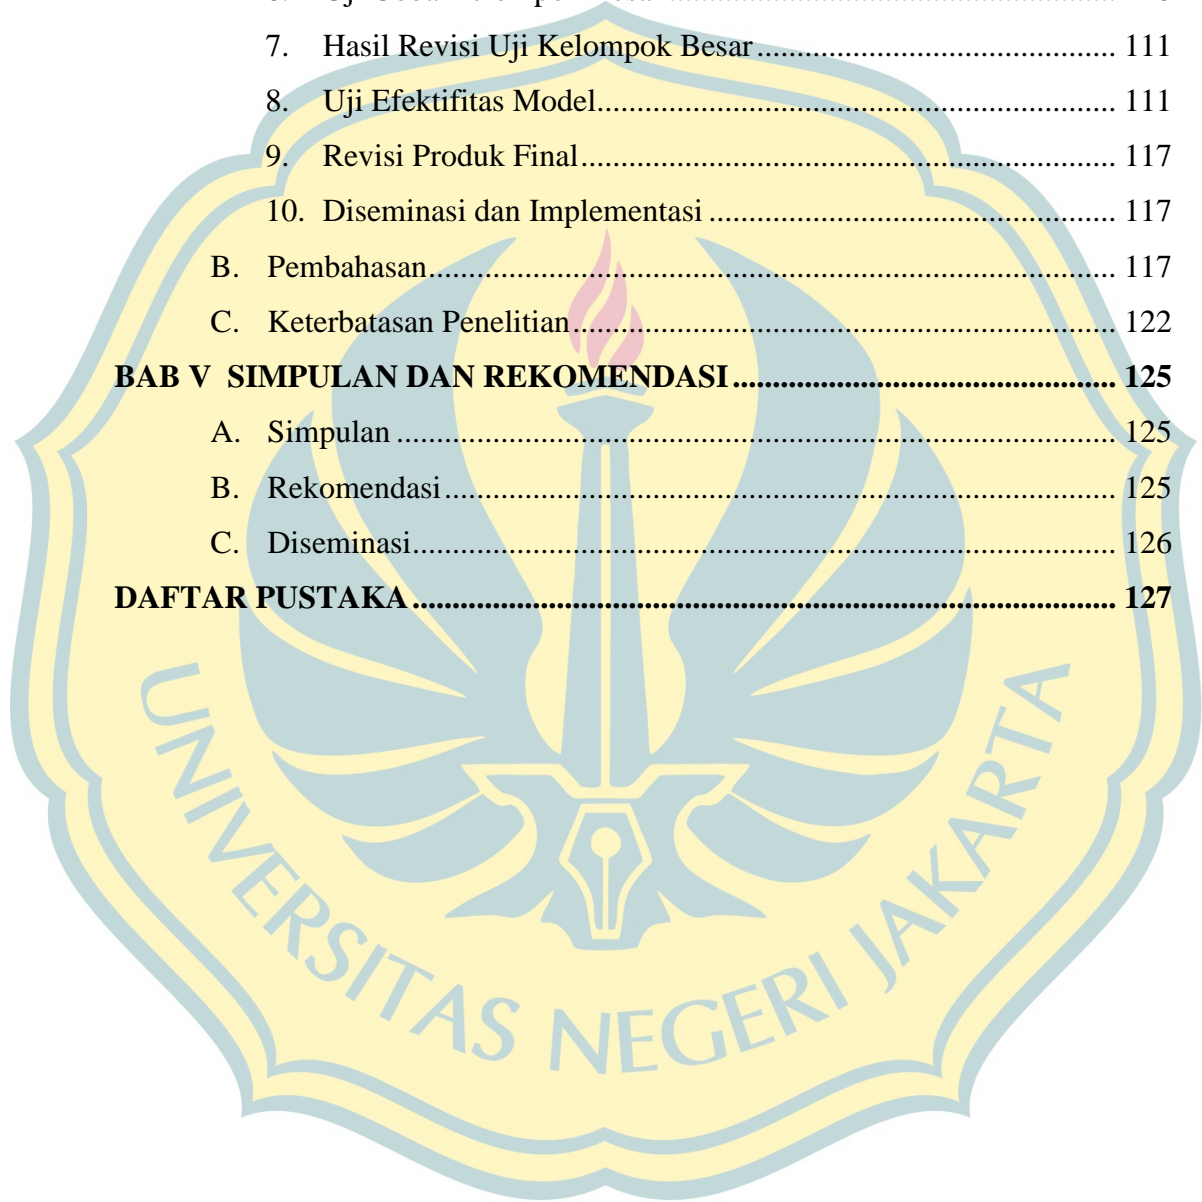 7. Hasil Revisi Uji Kelompok Besar ................................................ 111
8. Uji Efektifitas Model ................................................ 111
9. Revisi Produk Final ................................................ 117
10. Diseminasi dan Implementasi ................................................ 117
B. Pembahasan ................................................ 117
C. Keterbatasan Penelitian ................................................ 122
BAB V SIMPULAN DAN REKOMENDASI ................................................ 125
A. Simpulan ................................................ 125
B. Rekomendasi ................................................ 125
C. Diseminasi ................................................ 126
DAFTAR PUSTAKA ................................................ 127
UNIVERSITAS NEGERI JAKARTA